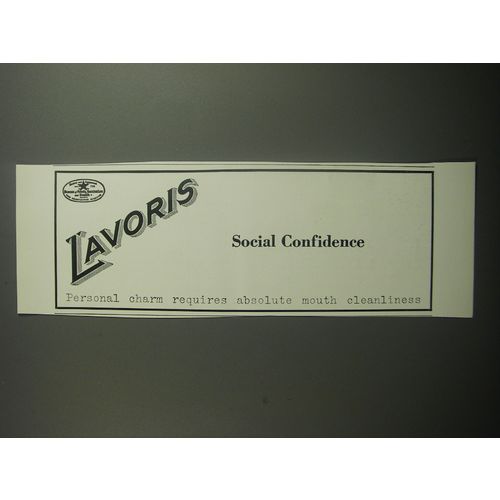 LAVORIS
Social Confidence
Personal charm requires absolute mouth cleanliness